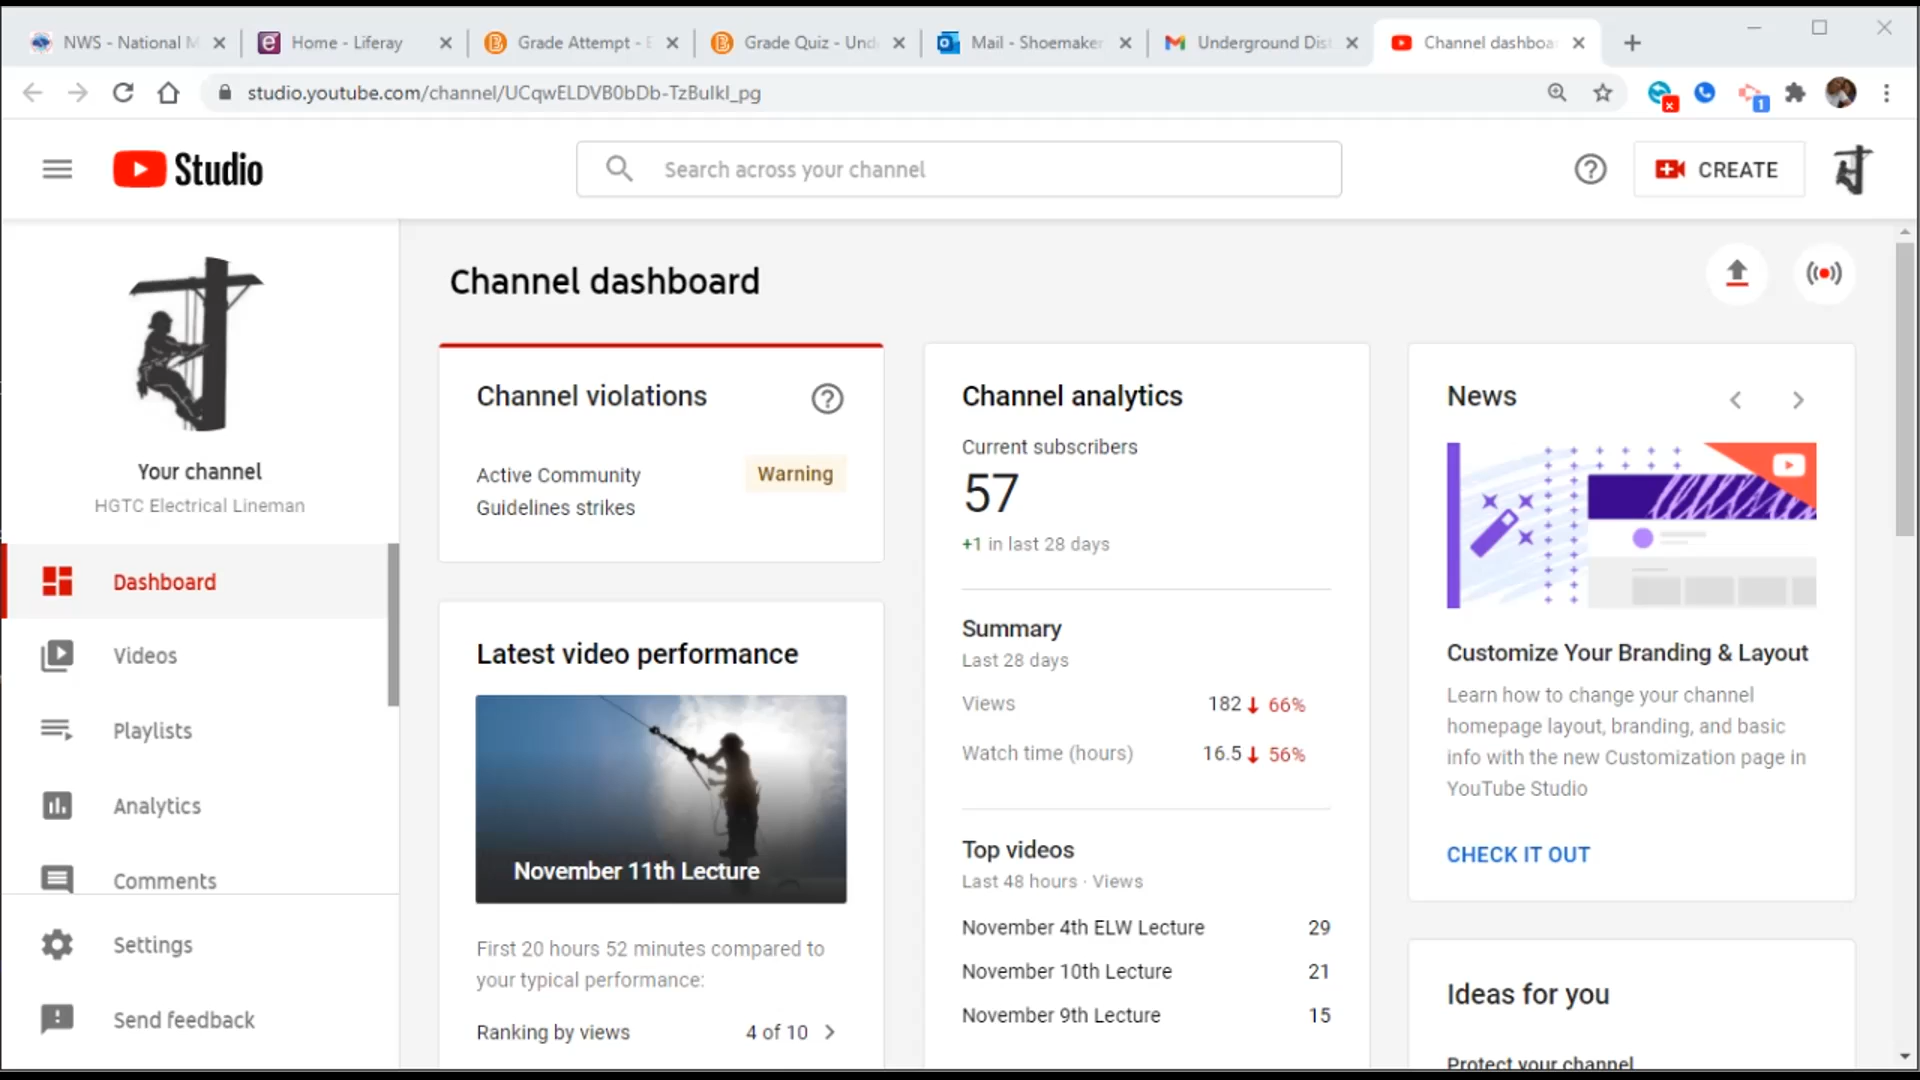 NWS - National M
Home - Liferay
Grade Attempt - E
Grade Quiz - Und
Mail - Shoemaker
Underground Dist
Channel dashboar
studio.youtube.com/channel/UCqwELDVB0bDb-TzBulkl_pg
1
Studio
Search across your channel
CREATE
Your channel
HGTC Electrical Lineman
Dashboard
Videos
Playlists
Analytics
Comments
Settings
Send feedback
Channel dashboard
Channel violations
Active Community
Guidelines strikes
Warning
Latest video performance
November 11th Lecture
First 20 hours 52 minutes compared to
your typical performance:
Ranking by views 4 of 10
Channel analytics
Current subscribers
57
+1 in last 28 days
Summary
Last 28 days
Views 182 66%
Watch time (hours) 16.5 56%
Top videos
Last 48 hours · Views
November 4th ELW Lecture 29
November 10th Lecture 21
November 9th Lecture 15
News
Customize Your Branding & Layout
Learn how to change your channel
homepage layout, branding, and basic
info with the new Customization page in
YouTube Studio
CHECK IT OUT
Ideas for you
Protect your channel